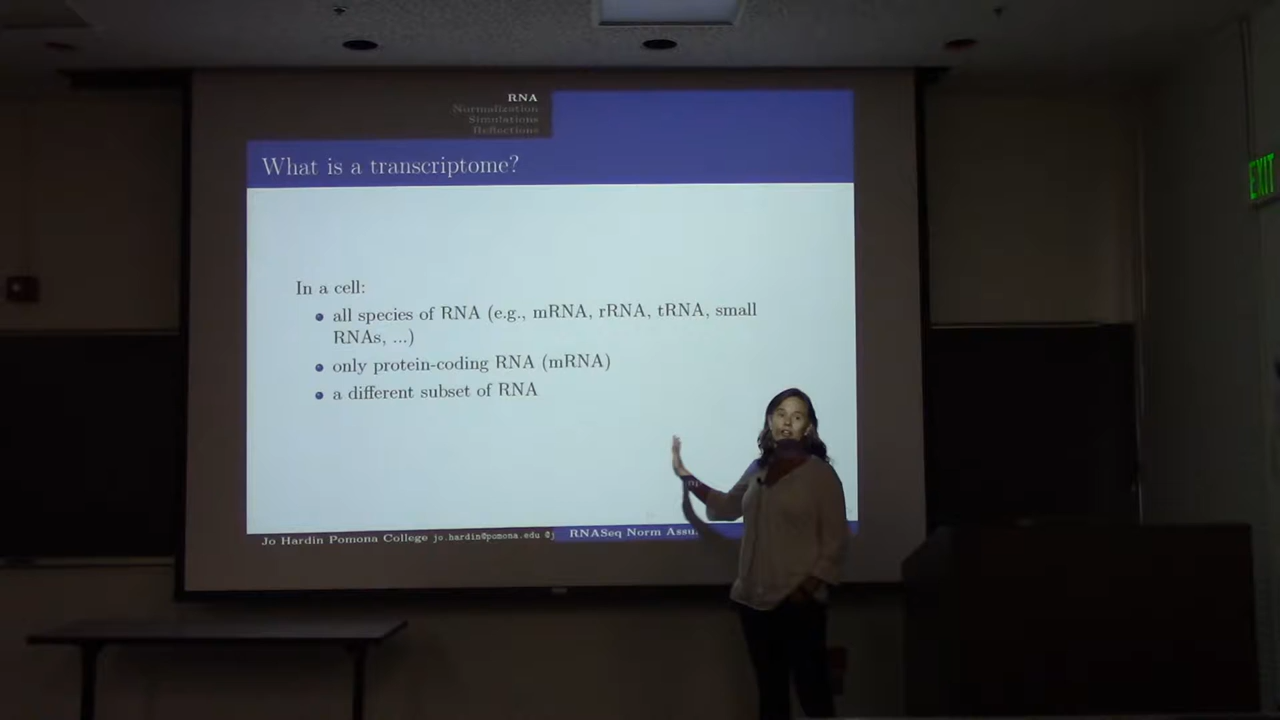 RNA
Normalization
Simulations
Reflections
What is a transcriptome?
In a cell:
all species of RNA (e.g., mRNA, rRNA, tRNA, small
RNAs, ...)
only protein-coding RNA (mRNA)
a different subset of RNA
Jo Hardin Pomona College jo.hardin@pomona.edu @j
RNASeq Norm Assu
EXIT